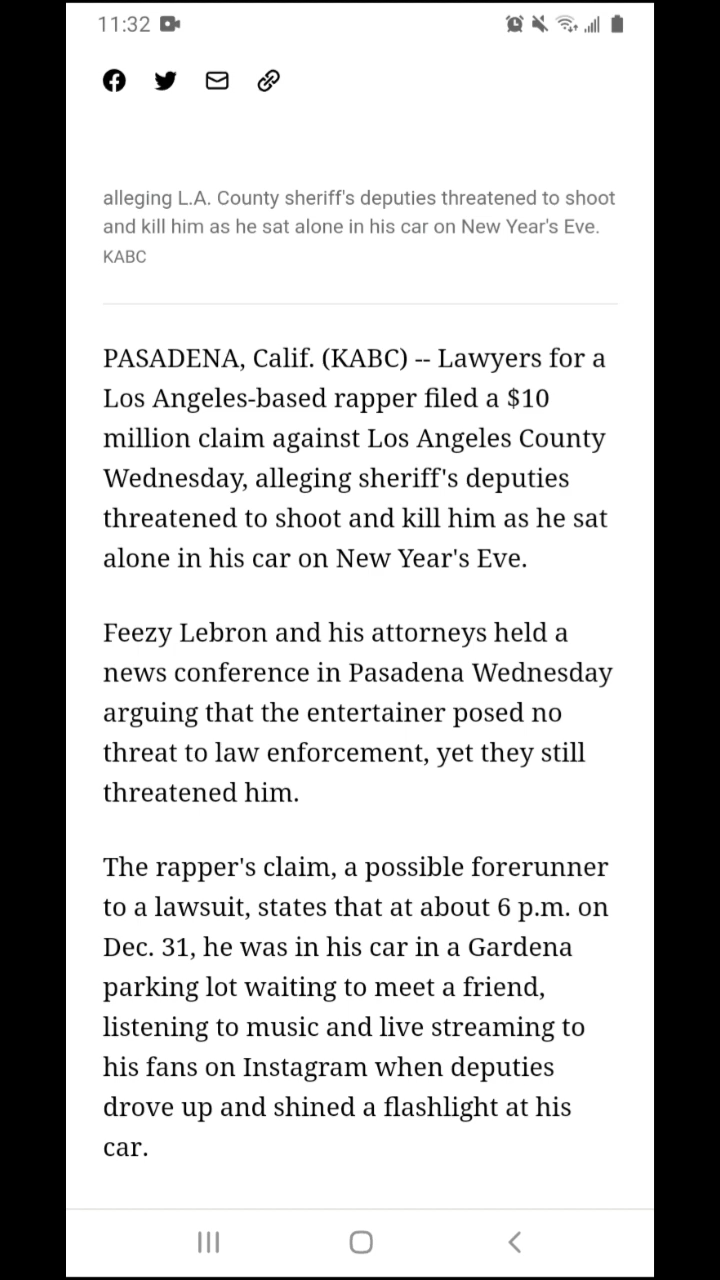 11:32
alleging L.A. County sheriff's deputies threatened to shoot
and kill him as he sat alone in his car on New Year's Eve.
KABC
PASADENA, Calif. (KABC) -- Lawyers for a
Los Angeles-based rapper filed a $10
million claim against Los Angeles County
Wednesday, alleging sheriff's deputies
threatened to shoot and kill him as he sat
alone in his car on New Year's Eve.
Feezy Lebron and his attorneys held a
news conference in Pasadena Wednesday
arguing that the entertainer posed no
threat to law enforcement, yet they still
threatened him.
The rapper's claim, a possible forerunner
to a lawsuit, states that at about 6 p.m. on
Dec. 31, he was in his car in a Gardena
parking lot waiting to meet a friend,
listening to music and live streaming to
his fans on Instagram when deputies
drove up and shined a flashlight at his
car.